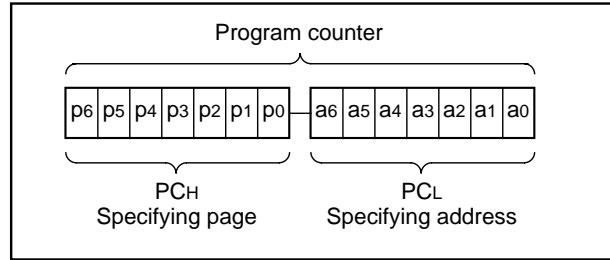 Program counter
p6 p5 p4 p3 p2 p1 p0 a6 a5 a4 a3 a2 a1 a0
PCH PCL
Specifying page Specifying address